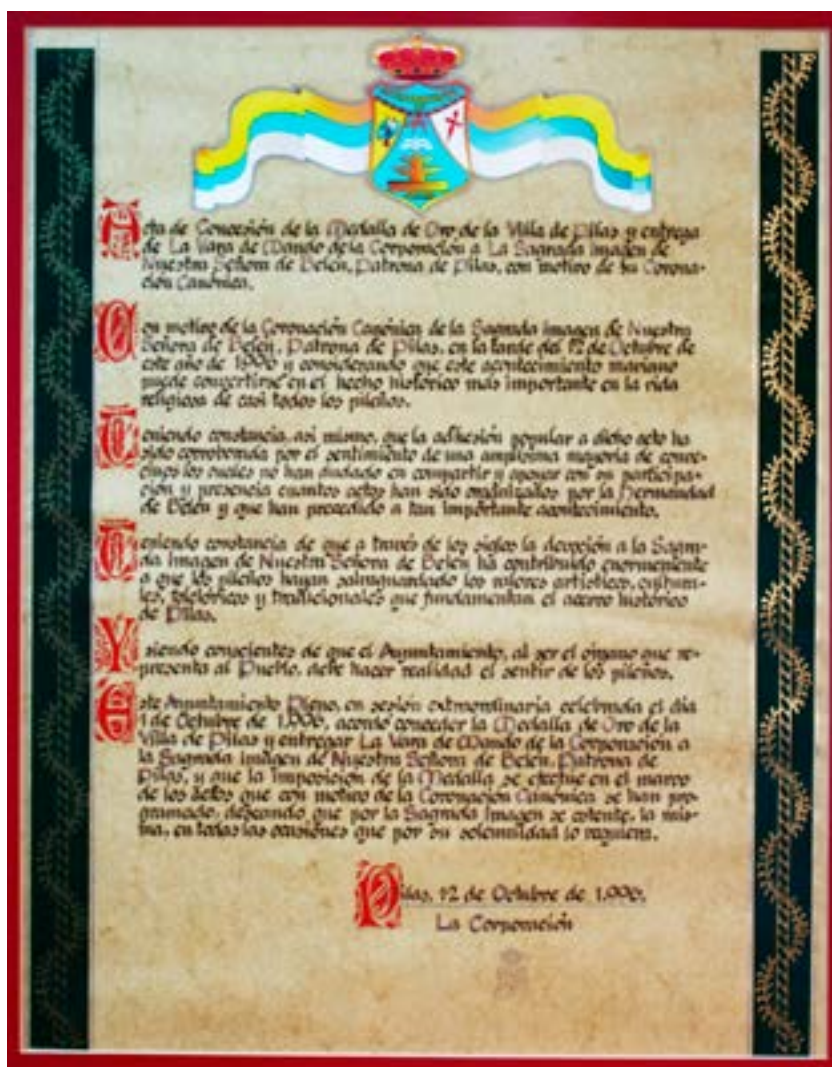 Acta de Concesión de la Medalla de Oro de la Villa de Pilas y entrega
de La Vara de Mando de la Corporación a La Sagrada Imagen de
Nuestra Señora de Belén, Patrona de Pilas, con motivo de su Corona-
ción Canónica.
Con motivo de la Coronación Canónica de la Sagrada imagen de Nuestra
Señora de Belén, Patrona de Pilas, en la tarde del 12 de Octubre de
este año de 1996 y considerando que este acontecimiento mariano
puede convertirse en el hecho histórico más importante en la vida
religiosa de casi todos los pileños.
Teniendo constancia, asi mismo, que la adhesión popular a dicho acto ha
sido corroborada por el sentimiento de una amplísima mayoría de conve-
cinos los cuales no han dudado en compartir y apoyar con su participa-
ción y presencia cuantos actos han sido organizados por la Hermandad
de Belén y que han precedido a tan importante acontecimiento.
Teniendo constancia de que a través de los siglos la devoción a la Sagra-
da Imagen de Nuestra Señora de Belén ha contribuido enormemente
a que los pileños hayan salvaguardado los valores artísticos, cultura-
les, folclóricos y tradicionales que fundamentan el acervo histórico
de Pilas.
Y siendo conscientes de que el Ayuntamiento, al ser el órgano que re-
presenta al Pueblo, debe hacer realidad el sentir de los pileños.
Este Ayuntamiento Pleno, en sesión extraordinaria celebrada el día
1 de Octubre de 1.996, acordó conceder la Medalla de Oro de la
Villa de Pilas y entregar La Vara de Mando de la Corporación a
la Sagrada Imagen de Nuestra Señora de Belén, Patrona de
Pilas, y que la Imposición de la Medalla se efectúe en el marco
de los actos que con motivo de la Coronación Canónica se han pro-
gramado, deseando que por la Sagrada Imagen se ostente, la mis-
ma, en todas las ocasiones que por su solemnidad lo requiera.
Pilas, 12 de Octubre de 1.996.
La Corporación